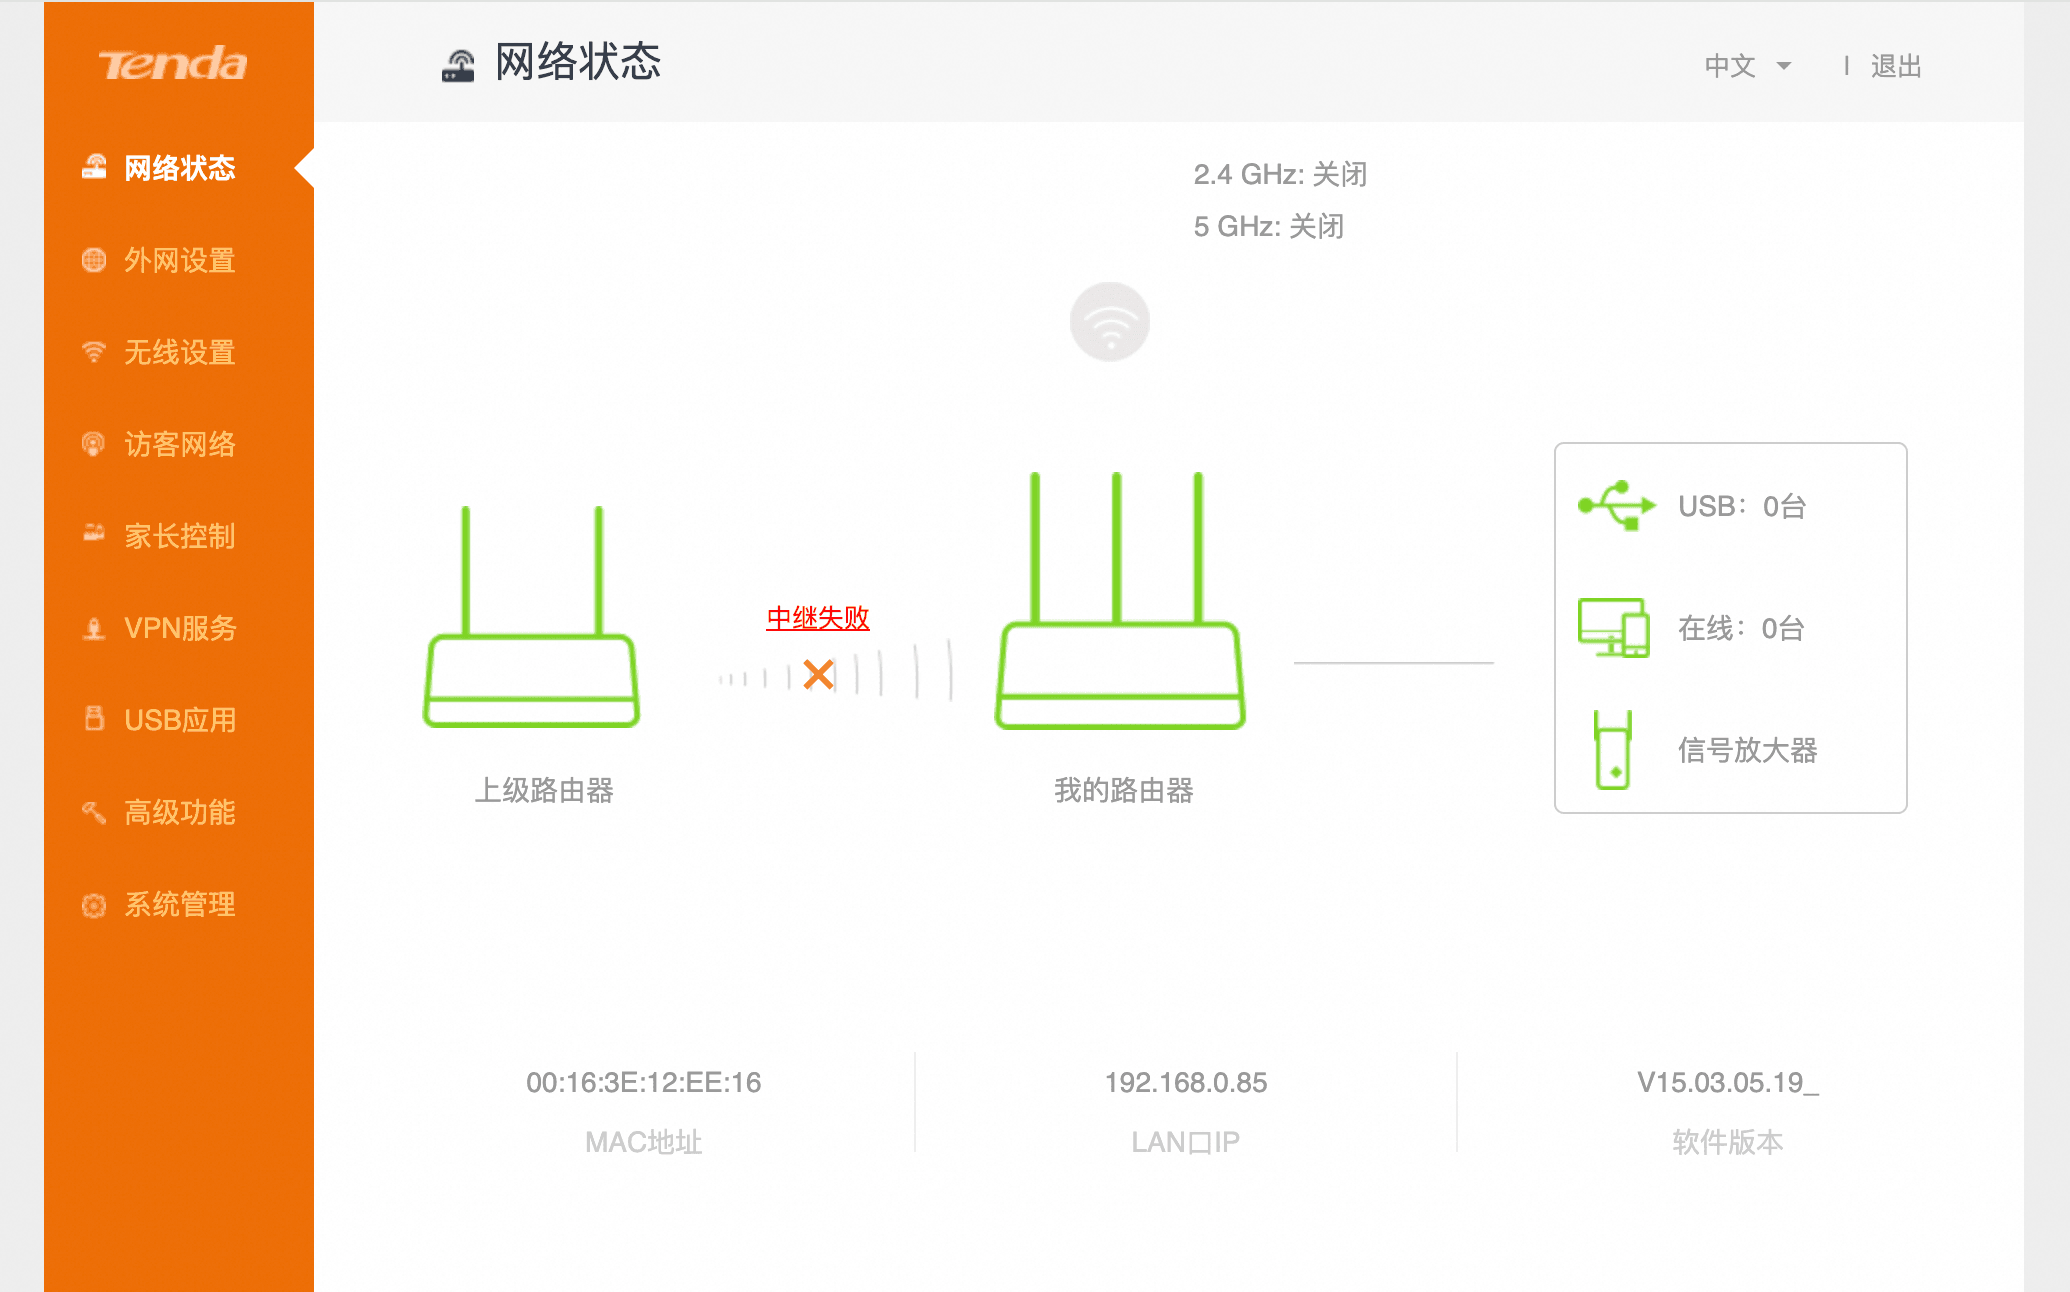 Tenda
网络状态
中文
| 退出
网络状态
外网设置
无线设置
访客网络
家长控制
VPN服务
USB应用
高级功能
系统管理
2.4 GHz: 关闭
5 GHz: 关闭
中继失败
上级路由器
我的路由器
USB：0台
在线：0台
信号放大器
00:16:3E:12:EE:16
MAC地址
192.168.0.85
LAN口IP
V15.03.05.19_
软件版本